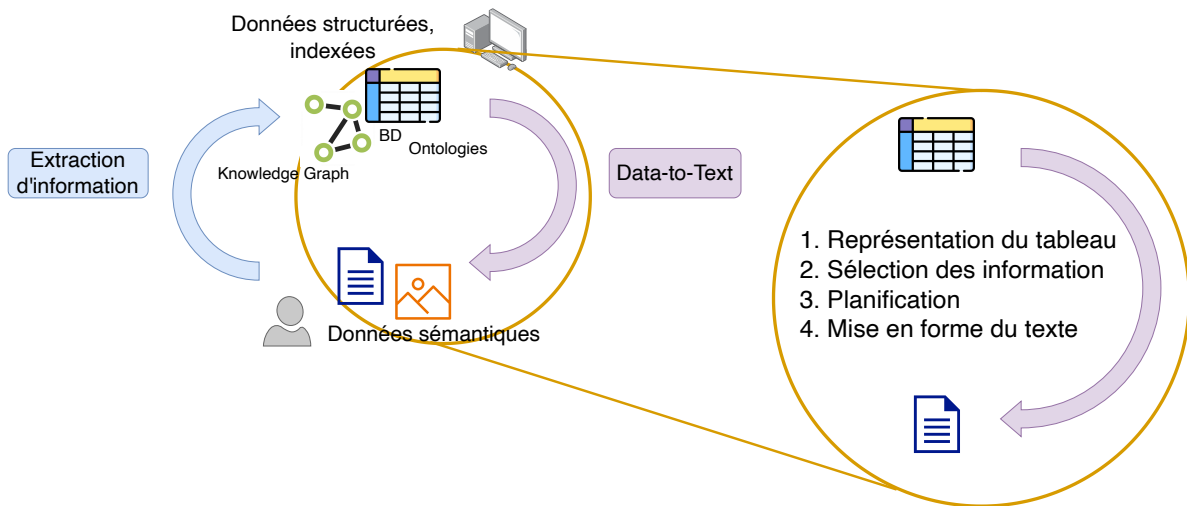 Données structurées,
indexées
BD
Ontologies
Knowledge Graph
Extraction
d'information
Data-to-Text
Données sémantiques
1. Représentation du tableau
2. Sélection des information
3. Planification
4. Mise en forme du texte